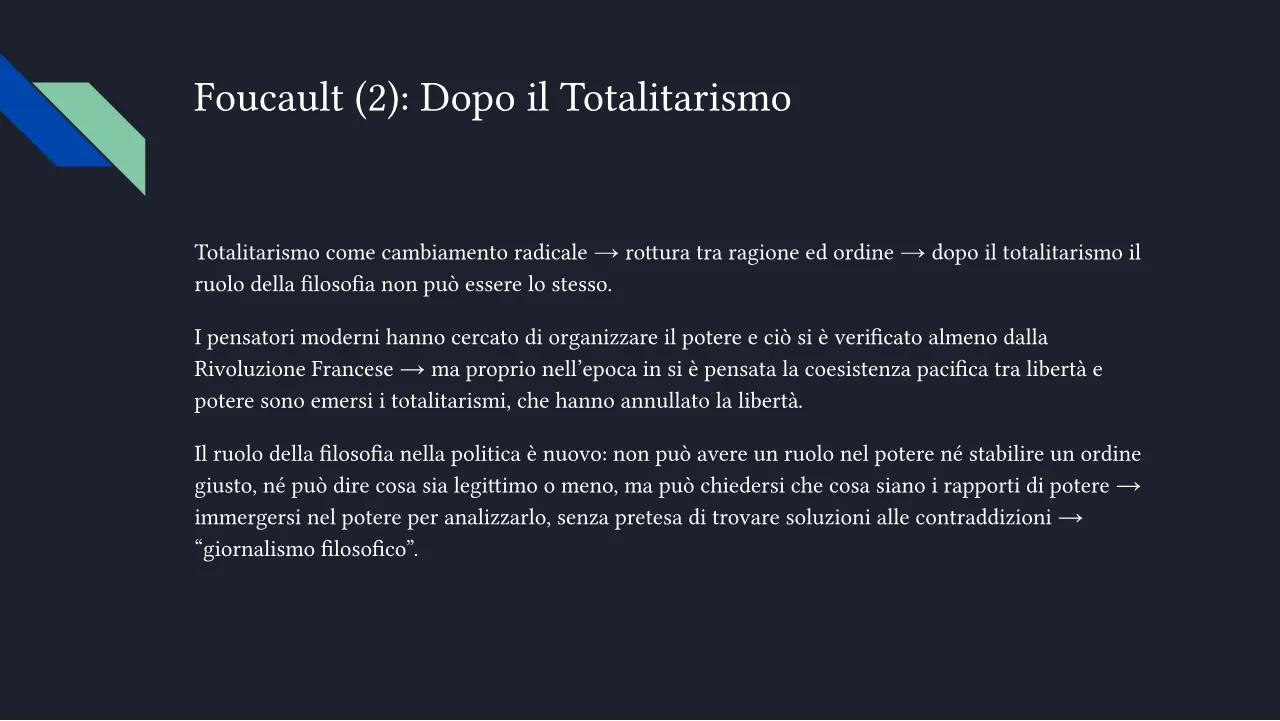 Foucault (2): Dopo il Totalitarismo
Totalitarismo come cambiamento radicale → rottura tra ragione ed ordine → dopo il totalitarismo il
ruolo della filosofia non può essere lo stesso.
I pensatori moderni hanno cercato di organizzare il potere e ciò si è verificato almeno dalla
Rivoluzione Francese → ma proprio nell’epoca in si è pensata la coesistenza pacifica tra libertà e
potere sono emersi i totalitarismi, che hanno annullato la libertà.
Il ruolo della filosofia nella politica è nuovo: non può avere un ruolo nel potere né stabilire un ordine
giusto, né può dire cosa sia legittimo o meno, ma può chiedersi che cosa siano i rapporti di potere →
immergersi nel potere per analizzarlo, senza pretesa di trovare soluzioni alle contraddizioni →
“giornalismo filosofico”.